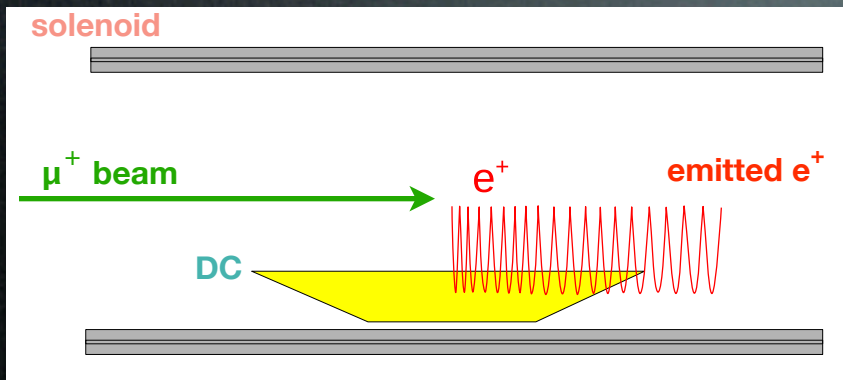 solenoid
μ⁺ beam
e⁺
emitted e⁺
DC